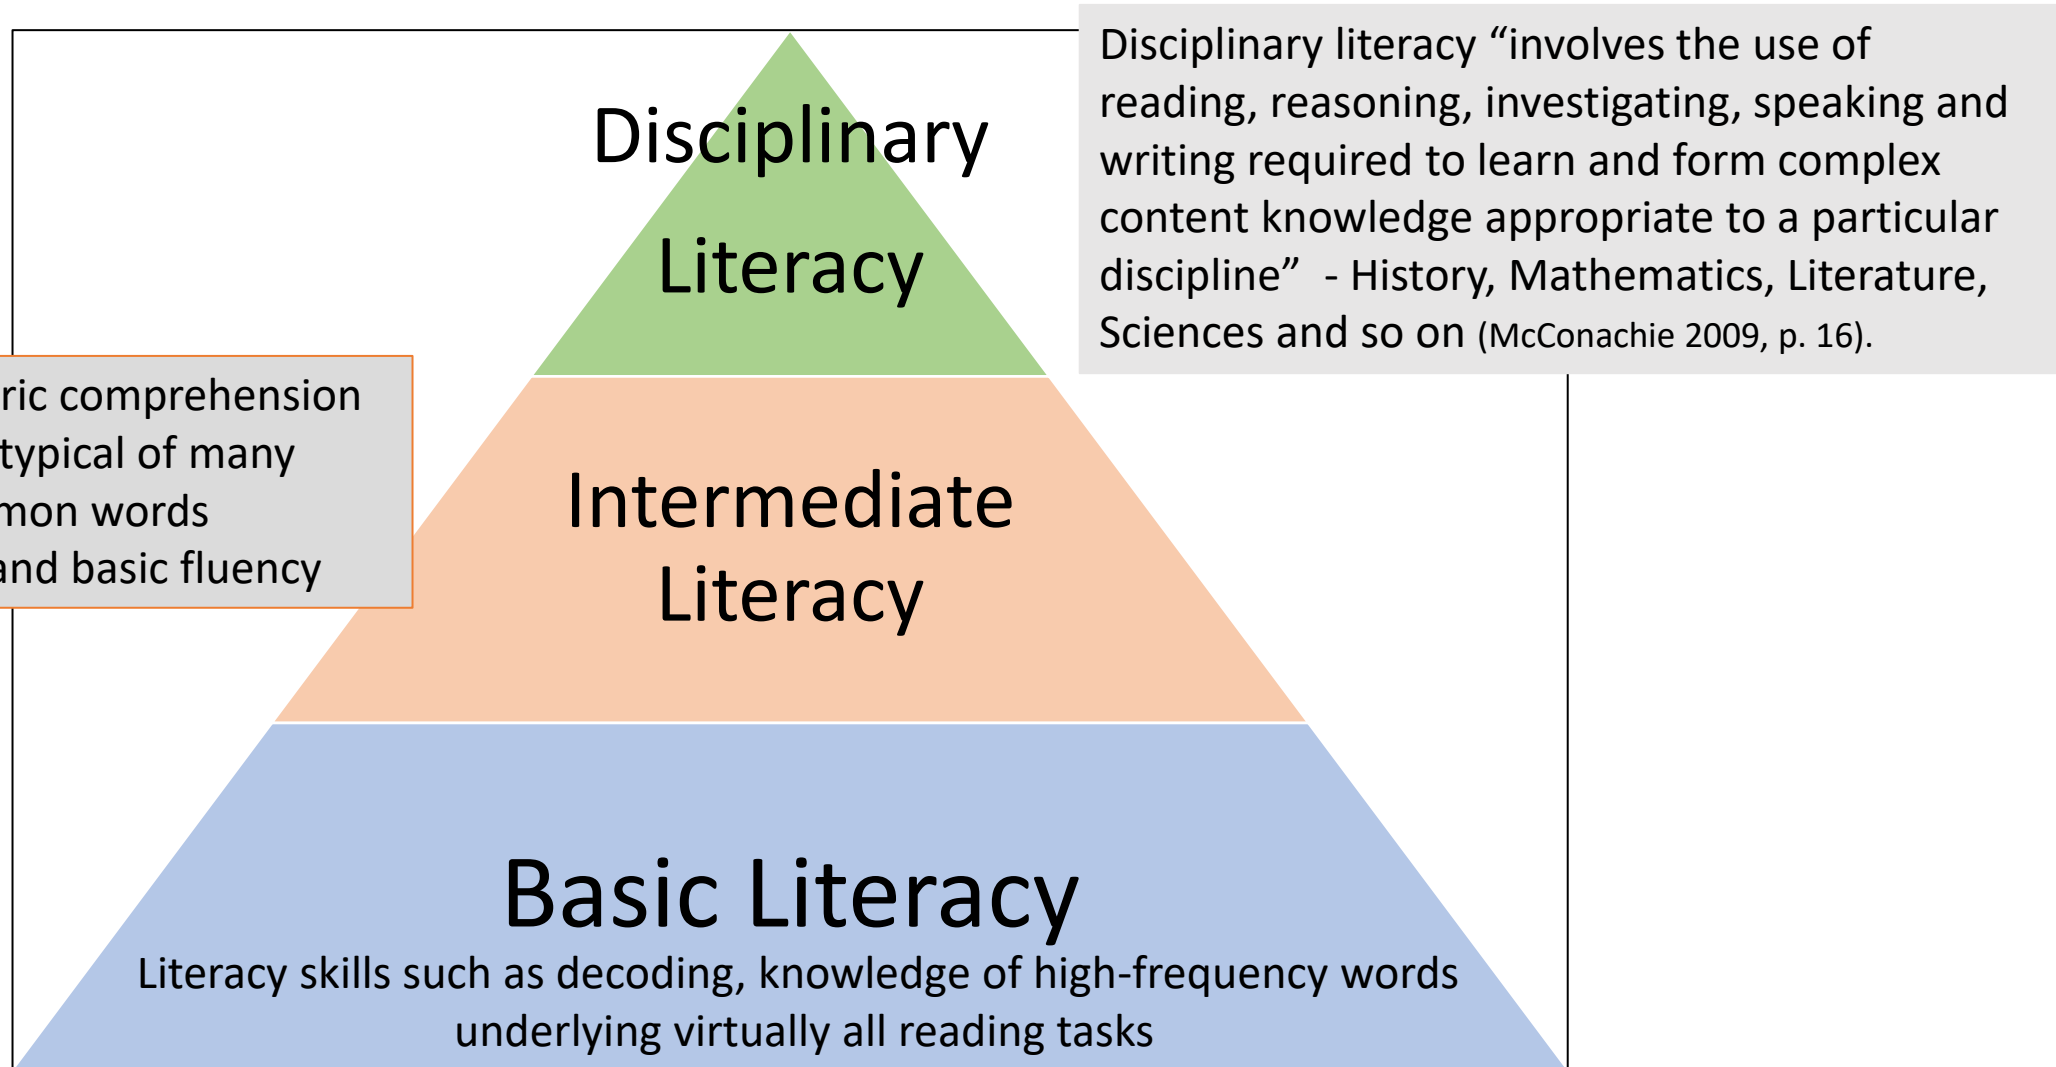 Disciplinary
Literacy
Disciplinary literacy “involves the use of
reading, reasoning, investigating, speaking and
writing required to learn and form complex
content knowledge appropriate to a particular
discipline”  - History, Mathematics, Literature,
Sciences and so on (McConachie 2009, p. 16).
comprehension
typical of many
words
and basic fluency
Intermediate
Literacy
Basic Literacy
Literacy skills such as decoding, knowledge of high-frequency words
underlying virtually all reading tasks